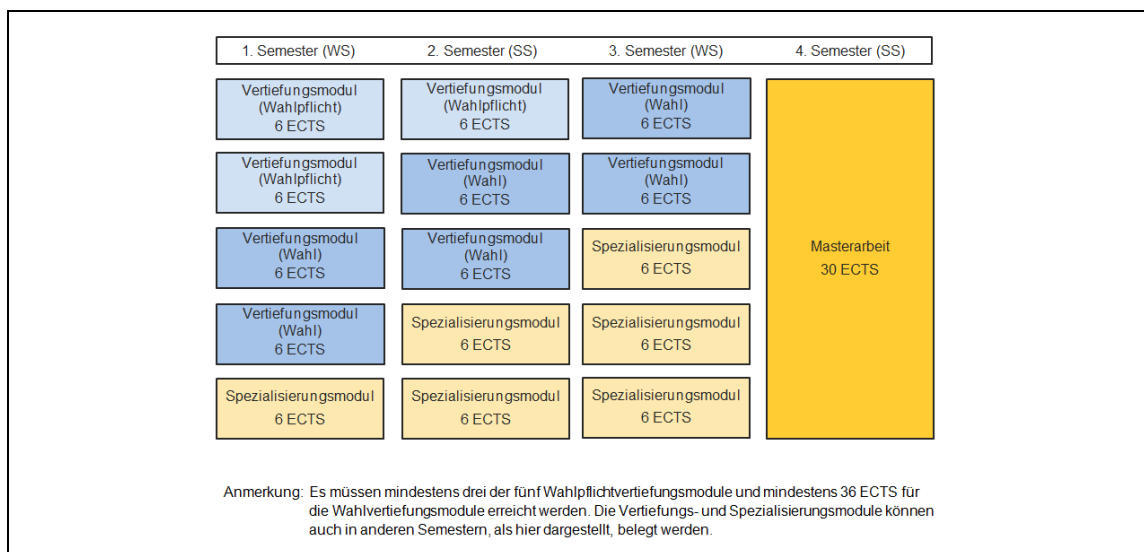 1. Semester (WS)
2. Semester (SS)
3. Semester (WS)
4. Semester (SS)
Vertiefungsmodul
(Wahlpflicht)
6 ECTS
Vertiefungsmodul
(Wahlpflicht)
6 ECTS
Vertiefungsmodul
(Wahl)
6 ECTS
Vertiefungsmodul
(Wahlpflicht)
6 ECTS
Vertiefungsmodul
(Wahl)
6 ECTS
Vertiefungsmodul
(Wahl)
6 ECTS
Vertiefungsmodul
(Wahl)
6 ECTS
Vertiefungsmodul
(Wahl)
6 ECTS
Spezialisierungsmodul
6 ECTS
Masterarbeit
30 ECTS
Vertiefungsmodul
(Wahl)
6 ECTS
Spezialisierungsmodul
6 ECTS
Spezialisierungsmodul
6 ECTS
Spezialisierungsmodul
6 ECTS
Spezialisierungsmodul
6 ECTS
Spezialisierungsmodul
6 ECTS
Anmerkung: Es müssen mindestens drei der fünf Wahlpflichtvertiefungsmodule und mindestens 36 ECTS für
die Wahlvertiefungsmodule erreicht werden. Die Vertiefungs- und Spezialisierungsmodule können
auch in anderen Semestern, als hier dargestellt, belegt werden.